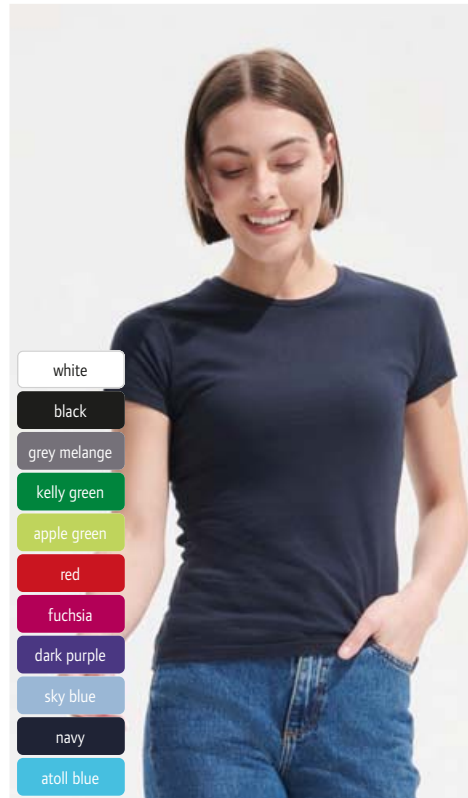 white
black
grey melange
kelly green
apple green
red
fuchsia
dark purple
sky blue
navy
atoll blue